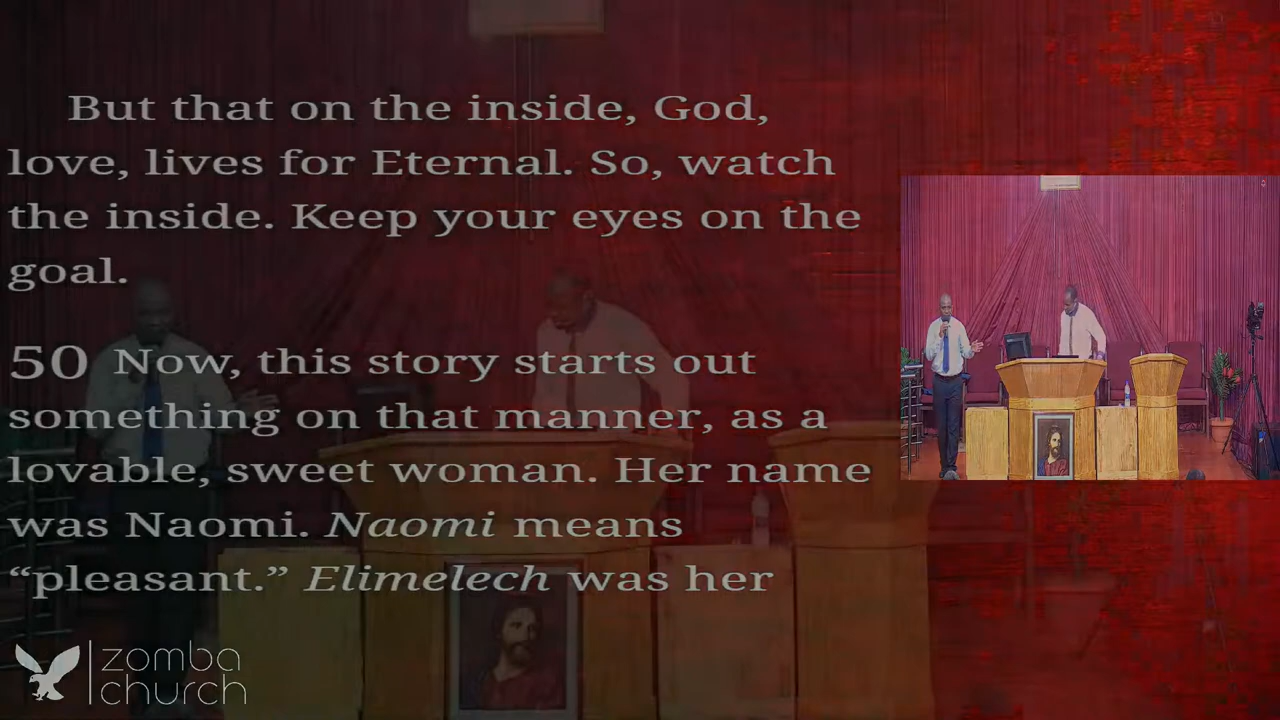 But that on the inside, God,
love, lives for Eternal. So, watch
the inside. Keep your eyes on the
goal.
50 Now, this story starts out
something on that manner, as a
lovable, sweet woman. Her name
was Naomi. Naomi means
“pleasant.” Elimelech was her
zomba
church